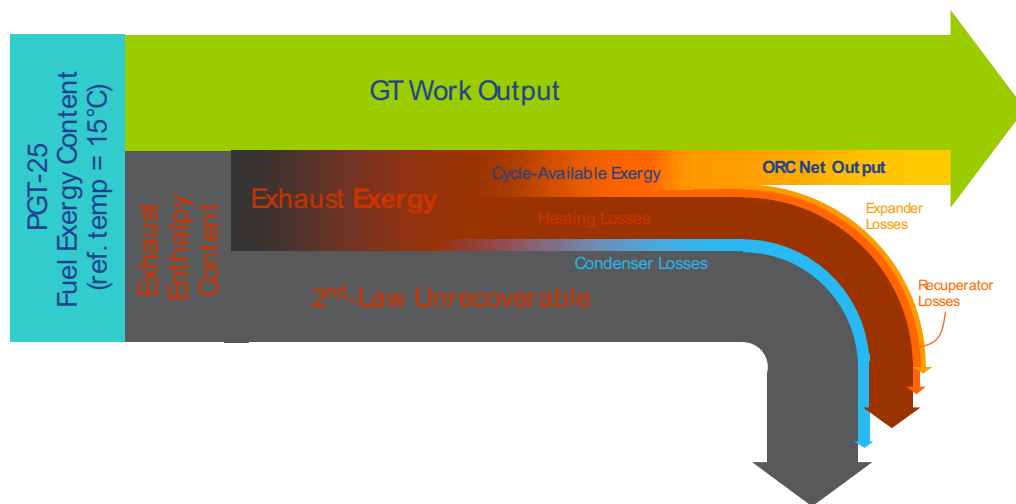 PGT-25
Fuel Exergy Content
(ref. temp = 15°C)
GT Work Output
Exhaust
Enthalpy
Content
Exhaust Exergy
Cycle-Available Exergy
ORC Net Output
Heating Losses
Expander
Losses
Condenser Losses
Recuperator
Losses
2nd-Law Unrecoverable